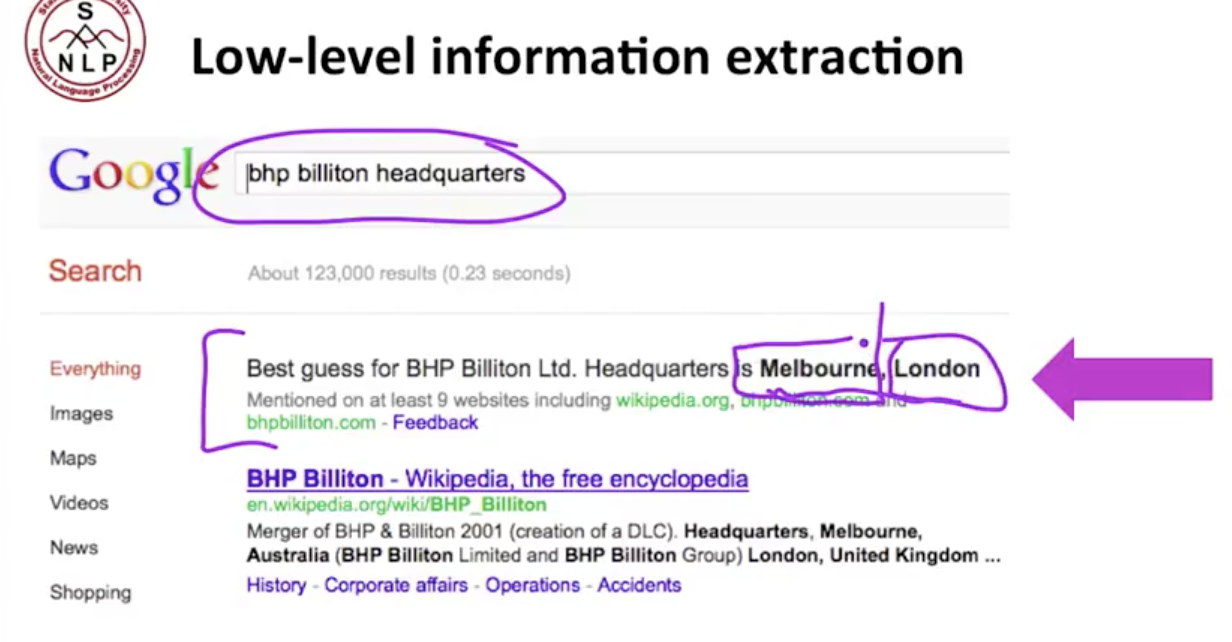 S
N L P
Natural Language Processing
Low-level information extraction
Google
bhp billiton headquarters
Search
About 123,000 results (0.23 seconds)
Everything
Images
Maps
Videos
News
Shopping
Best guess for BHP Billiton Ltd. Headquarters is Melbourne, London
Mentioned on at least 9 websites including wikipedia.org, bhpbilliton.com and
bhpbilliton.com - Feedback
BHP Billiton - Wikipedia, the free encyclopedia
en.wikipedia.org/wiki/BHP_Billiton
Merger of BHP & Billiton 2001 (creation of a DLC). Headquarters, Melbourne,
Australia (BHP Billiton Limited and BHP Billiton Group) London, United Kingdom ...
History - Corporate affairs - Operations - Accidents